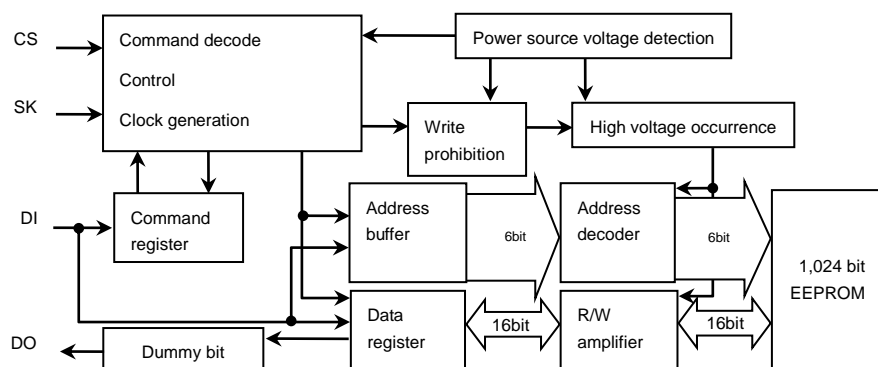 CS
Command decode
Power source voltage detection
Control
SK
Clock generation
Write
prohibition
High voltage occurrence
DI
Command
register
Address
buffer
6bit
Address
decoder
6bit
1,024 bit
EEPROM
Data
register
16bit
R/W
amplifier
16bit
DO
Dummy bit